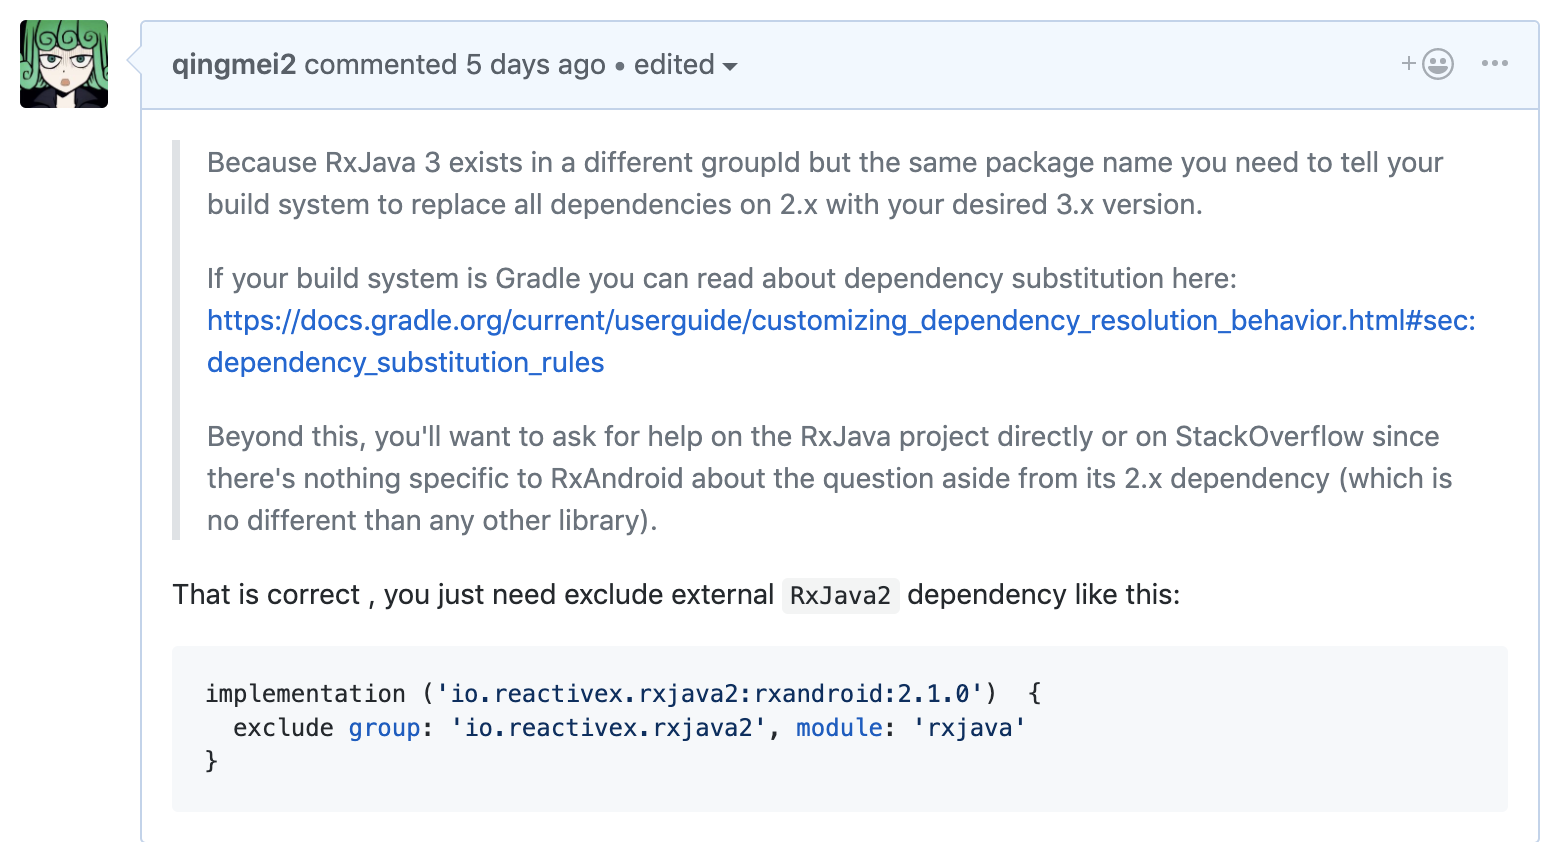 qingmei2 commented 5 days ago • edited
Because RxJava 3 exists in a different groupId but the same package name you need to tell your
build system to replace all dependencies on 2.x with your desired 3.x version.
If your build system is Gradle you can read about dependency substitution here:
https://docs.gradle.org/current/userguide/customizing_dependency_resolution_behavior.html#sec:
dependency_substitution_rules
Beyond this, you'll want to ask for help on the RxJava project directly or on StackOverflow since
there's nothing specific to RxAndroid about the question aside from its 2.x dependency (which is
no different than any other library).
That is correct , you just need exclude external RxJava2 dependency like this:
implementation ('io.reactivex.rxjava2:rxandroid:2.1.0')  {
  exclude group: 'io.reactivex.rxjava2', module: 'rxjava'
}